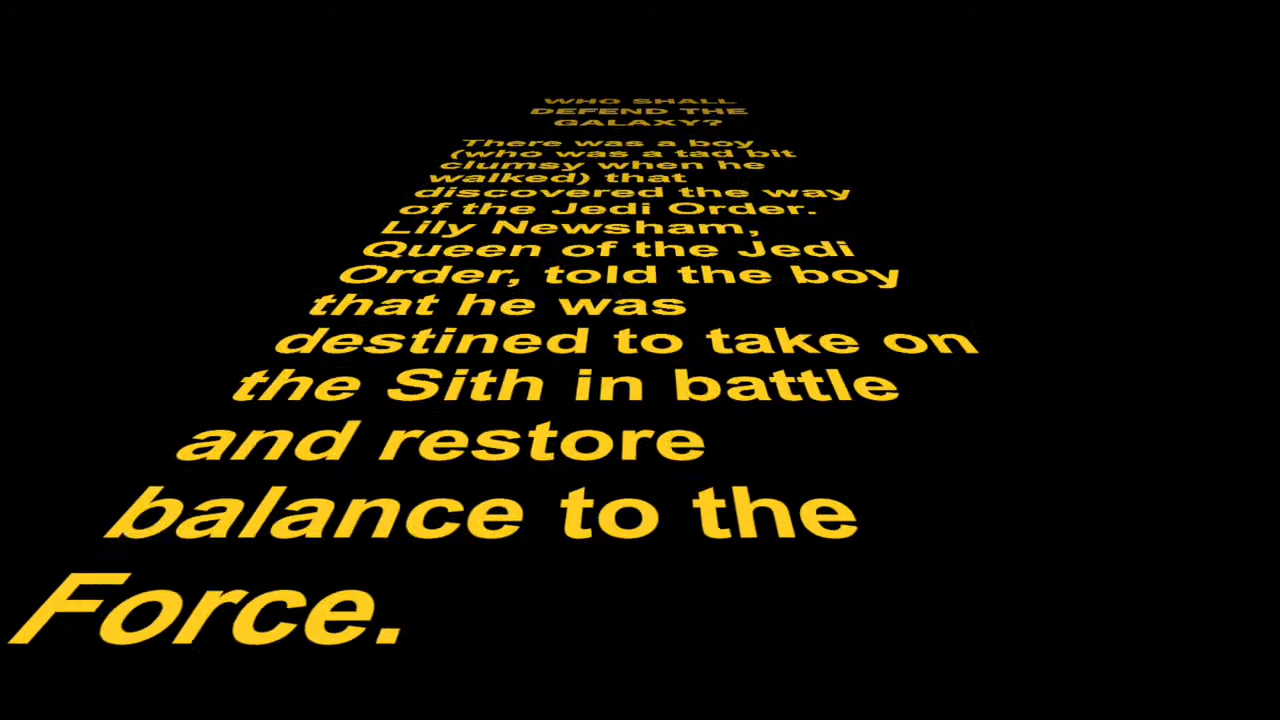 WHO SHALL
DEFEND THE
GALAXY?
There was a boy
(who was a tad bit
clumsy when he
walked) that
discovered the way
of the Jedi Order.
Lily Newsham,
Queen of the Jedi
Order, told the boy
that he was
destined to take on
the Sith in battle
and restore
balance to the
Force.